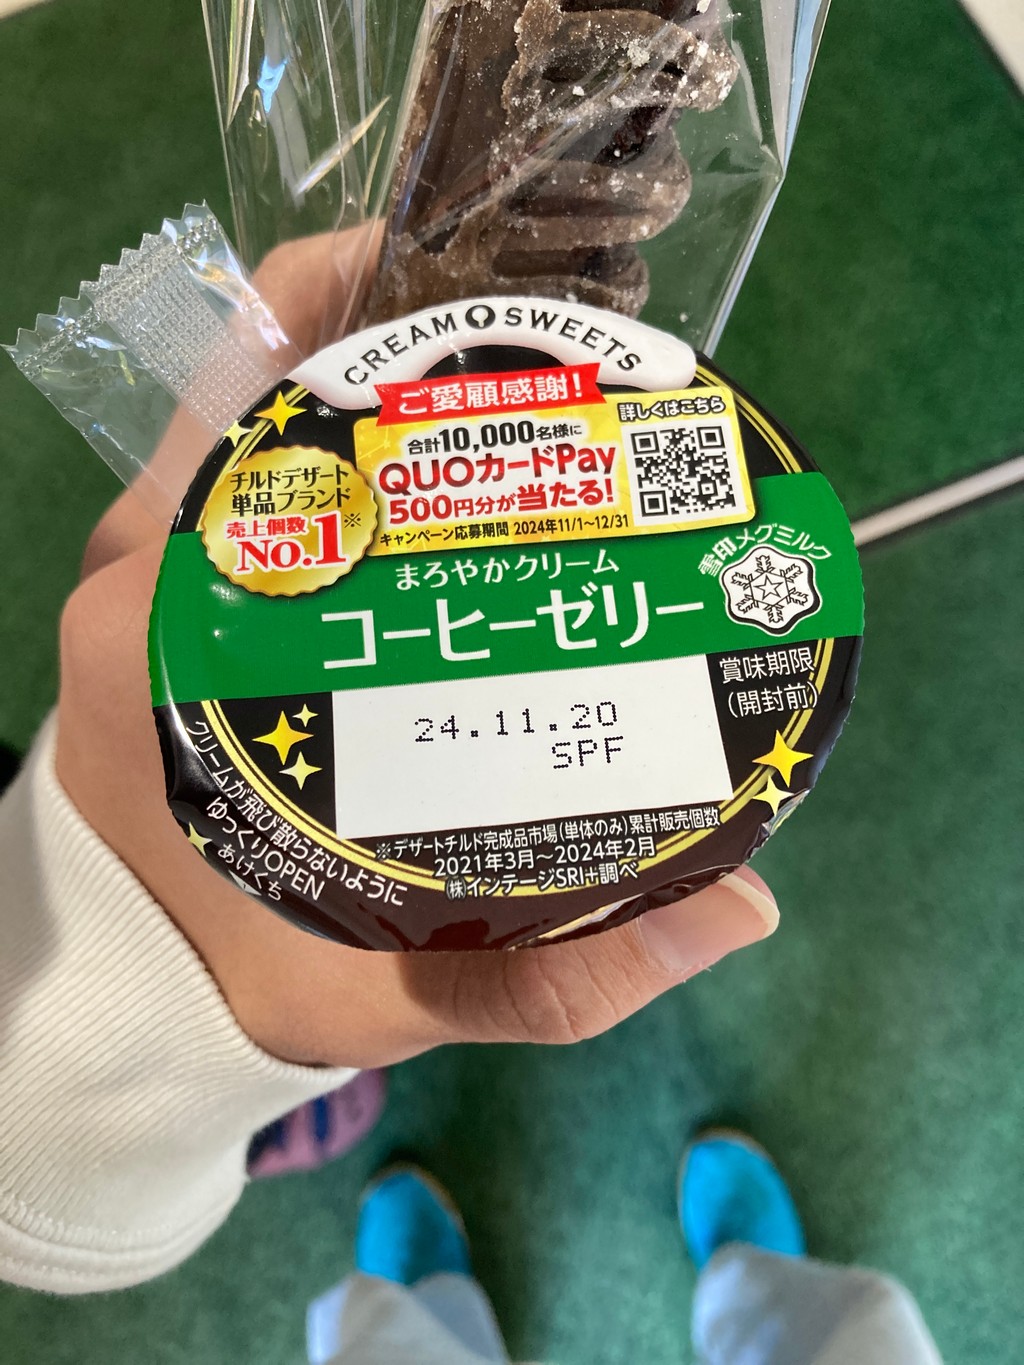 CREAM SWEETS
ご愛顧感謝!
詳しくはこちら
合計10,000名様に
QUOカードPay
500円分が当たる!
キャンペーン応募期間 2024年11/1~12/31
チルドデザート
単品ブランド
売上個数
No.1※
まろやかクリーム
コーヒーゼリー
雪印メグミルク
賞味期限
(開封前)
24.11.20
SPF
※デザートチルド完成品市場(単体のみ)累計販売個数
2021年3月~2024年2月
㈱インテージSRI+調べ
クリームが飛び散らないように
ゆっくりOPEN
あけくち